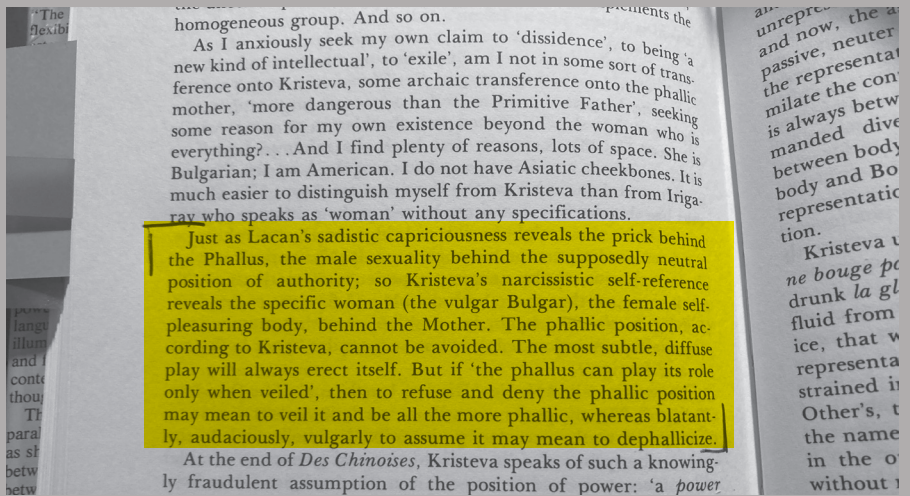 "The
flexibi
homogeneous group. And so on.
As I anxiously seek my own claim to 'dissidence', to being 'a
new kind of intellectual', to 'exile', am I not in some sort of trans-
ference onto Kristeva, some archaic transference onto the phallic
mother, 'more dangerous than the Primitive Father', seeking
some reason for my own existence beyond the woman who is
everything?. . .And I find plenty of reasons, lots of space. She is
Bulgarian; I am American. I do not have Asiatic cheekbones. It is
much easier to distinguish myself from Kristeva than from Iriga-
ray who speaks as 'woman' without any specifications.
Just as Lacan's sadistic capriciousness reveals the prick behind
the Phallus, the male sexuality behind the supposedly neutral
position of authority; so Kristeva's narcissistic self-reference
reveals the specific woman (the vulgar Bulgar), the female self-
pleasuring body, behind the Mother. The phallic position, ac-
cording to Kristeva, cannot be avoided. The most subtle, diffuse
play will always erect itself. But if 'the phallus can play its role
only when veiled', then to refuse and deny the phallic position
may mean to veil it and be all the more phallic, whereas blatant-
ly, audaciously, vulgarly to assume it may mean to dephallicize.
At the end of Des Chinoises, Kristeva speaks of such a knowing-
ly fraudulent assumption of the position of power: 'a power
and now, the a
passive, neuter
the representa
milate the con
is always betw
manded dive
between body
body and Bo
representatio
tion.
Kristeva u
ne bouge pa
drunk la gl
fluid from
ice, that w
representa
strained i
Other's, t
the name
in the o
without